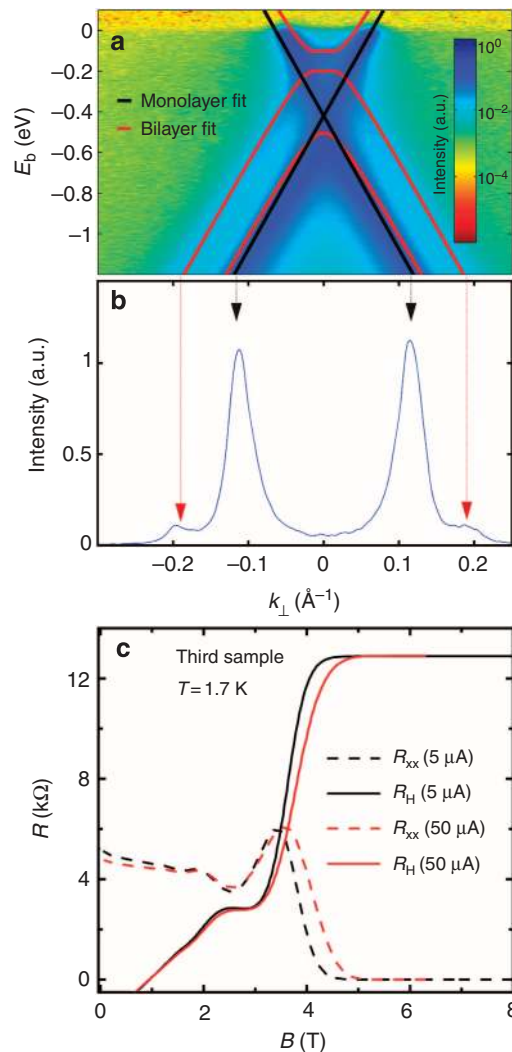 a
0
−0.2
−0.4
−0.6
−0.8
−1
E_b (eV)
Monolayer fit
Bilayer fit
Intensity (a.u.)
10^0
10^−2
10^−4
b
1
0.5
0
Intensity (a.u.)
−0.2 −0.1 0 0.1 0.2
k_⊥ (Å^−1)
c
Third sample
T = 1.7 K
12
8
4
0
R (kΩ)
R_xx (5 μA)
R_H (5 μA)
R_xx (50 μA)
R_H (50 μA)
0 2 4 6 8
B (T)